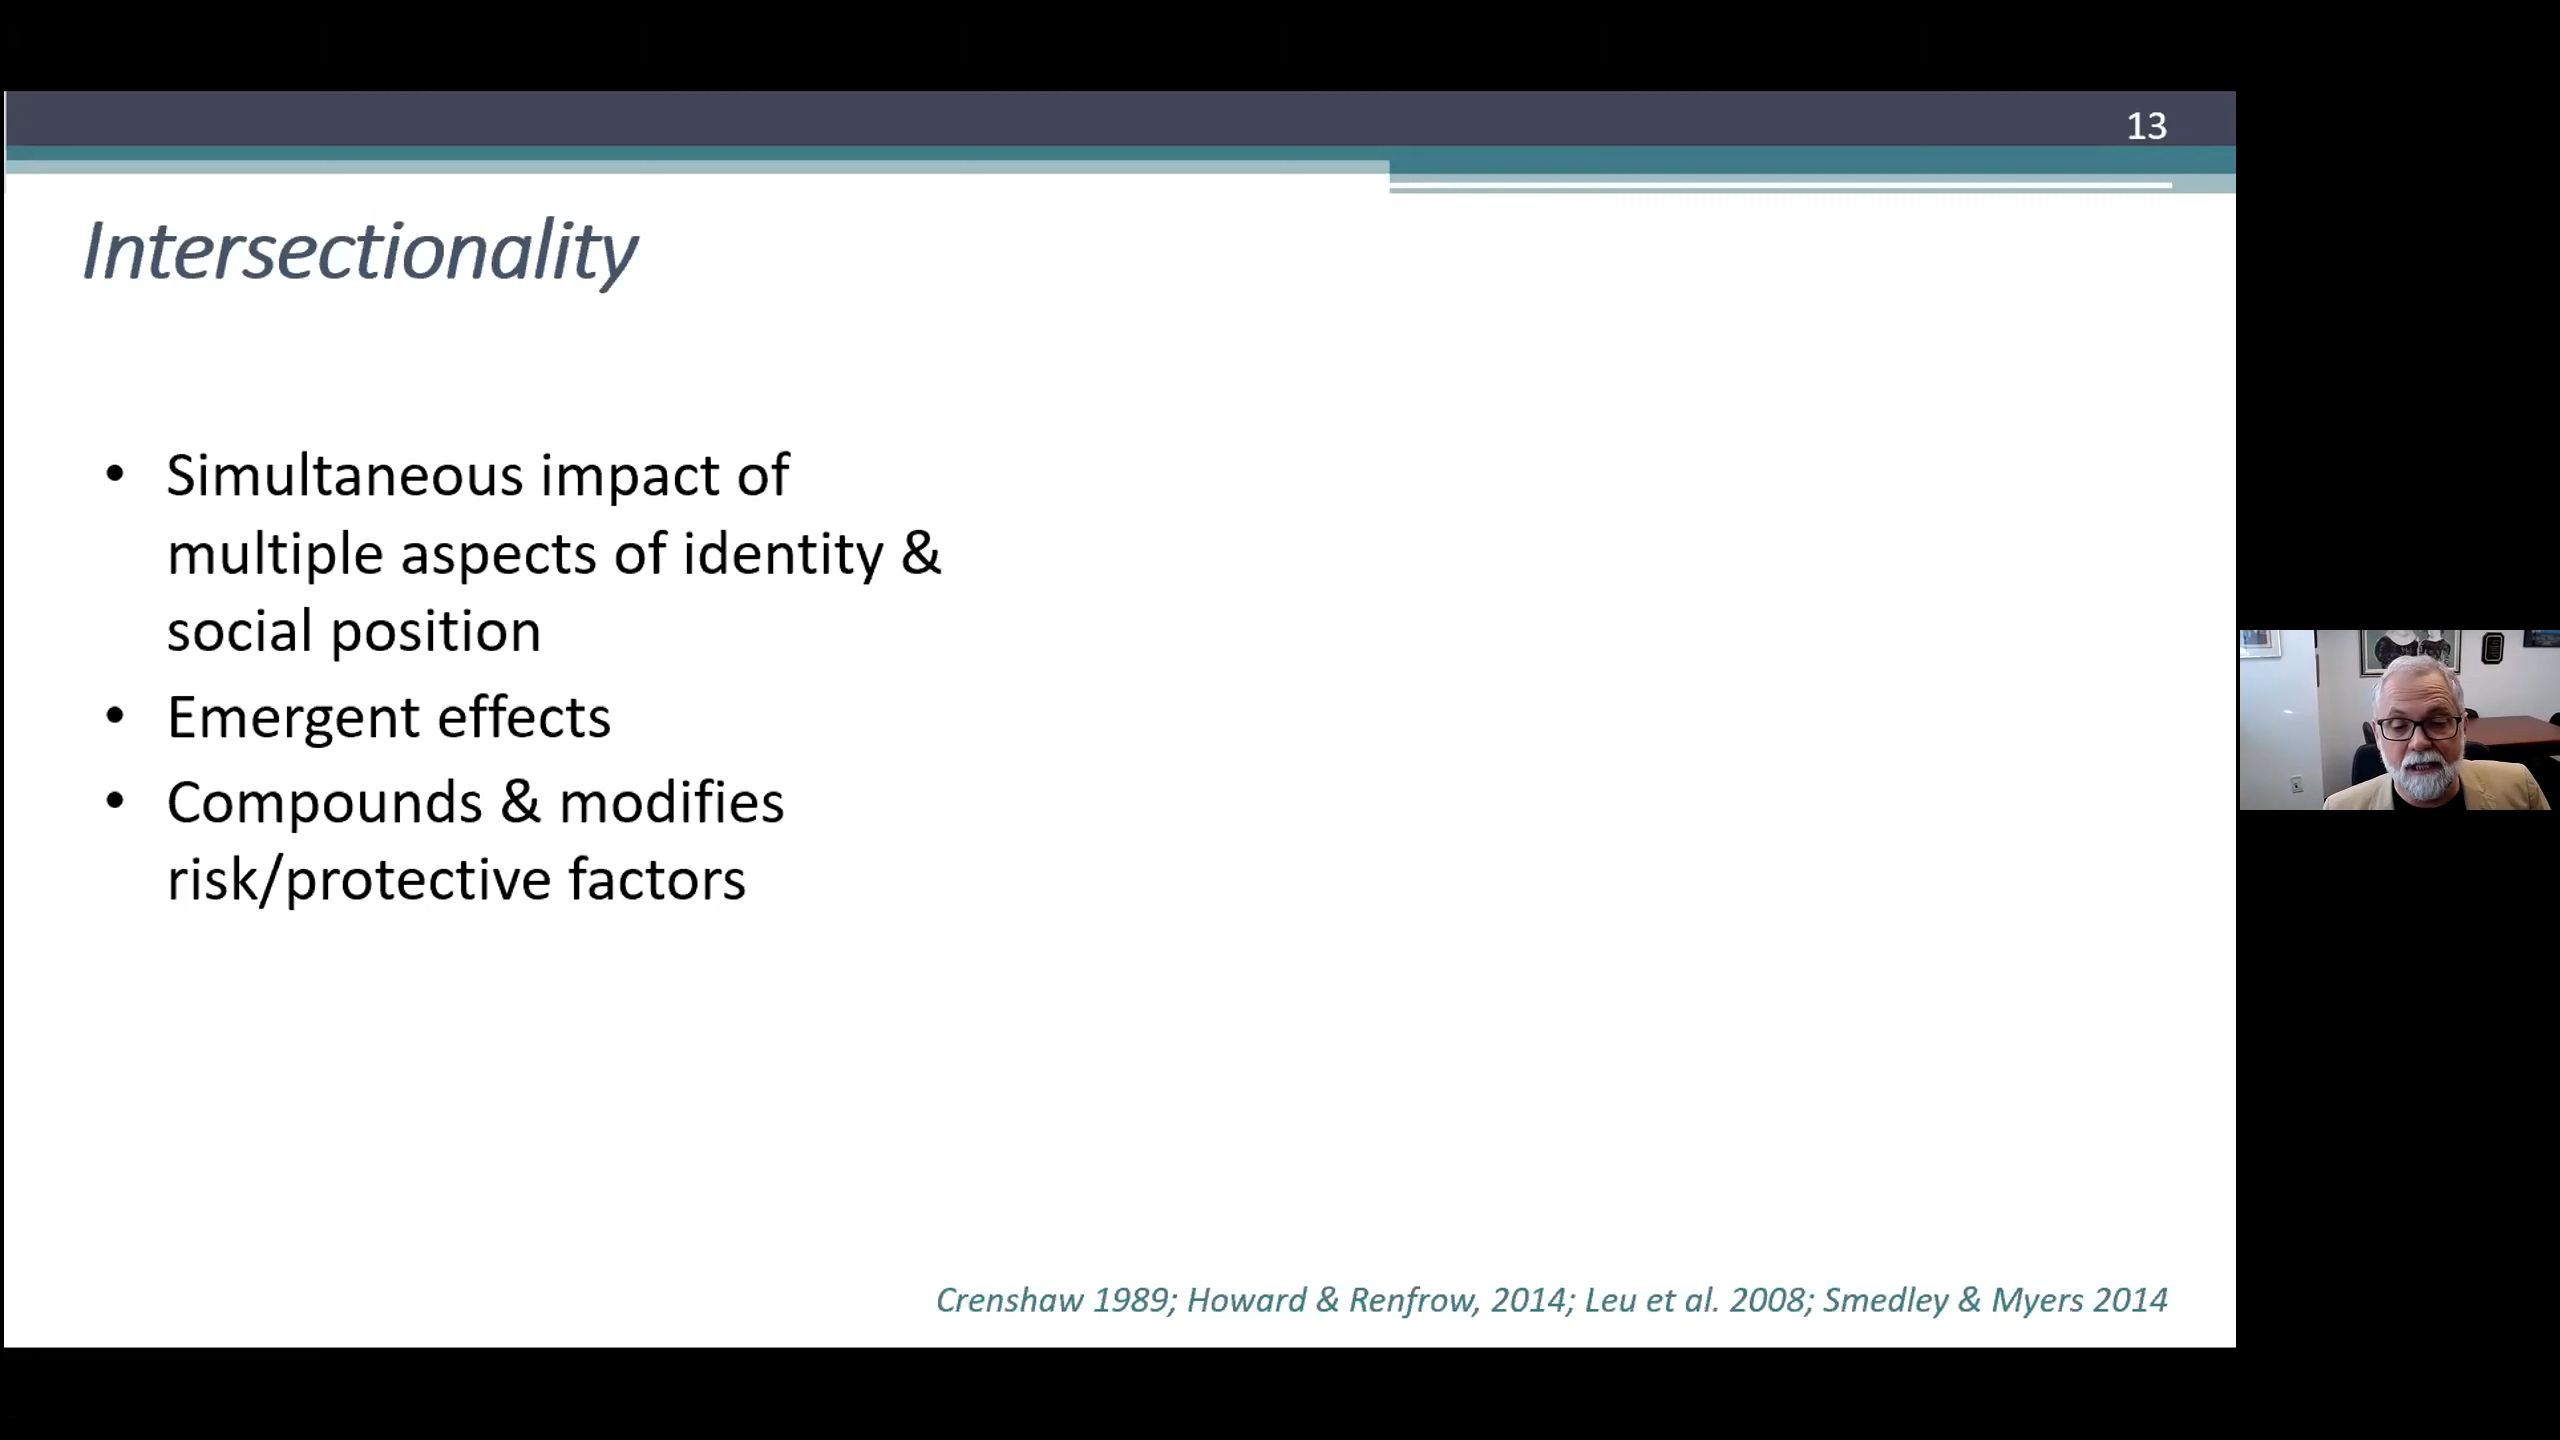 13
Intersectionality
• Simultaneous impact of
multiple aspects of identity &
social position
• Emergent effects
• Compounds & modifies
risk/protective factors
Crenshaw 1989; Howard & Renfrow, 2014; Leu et al. 2008; Smedley & Myers 2014